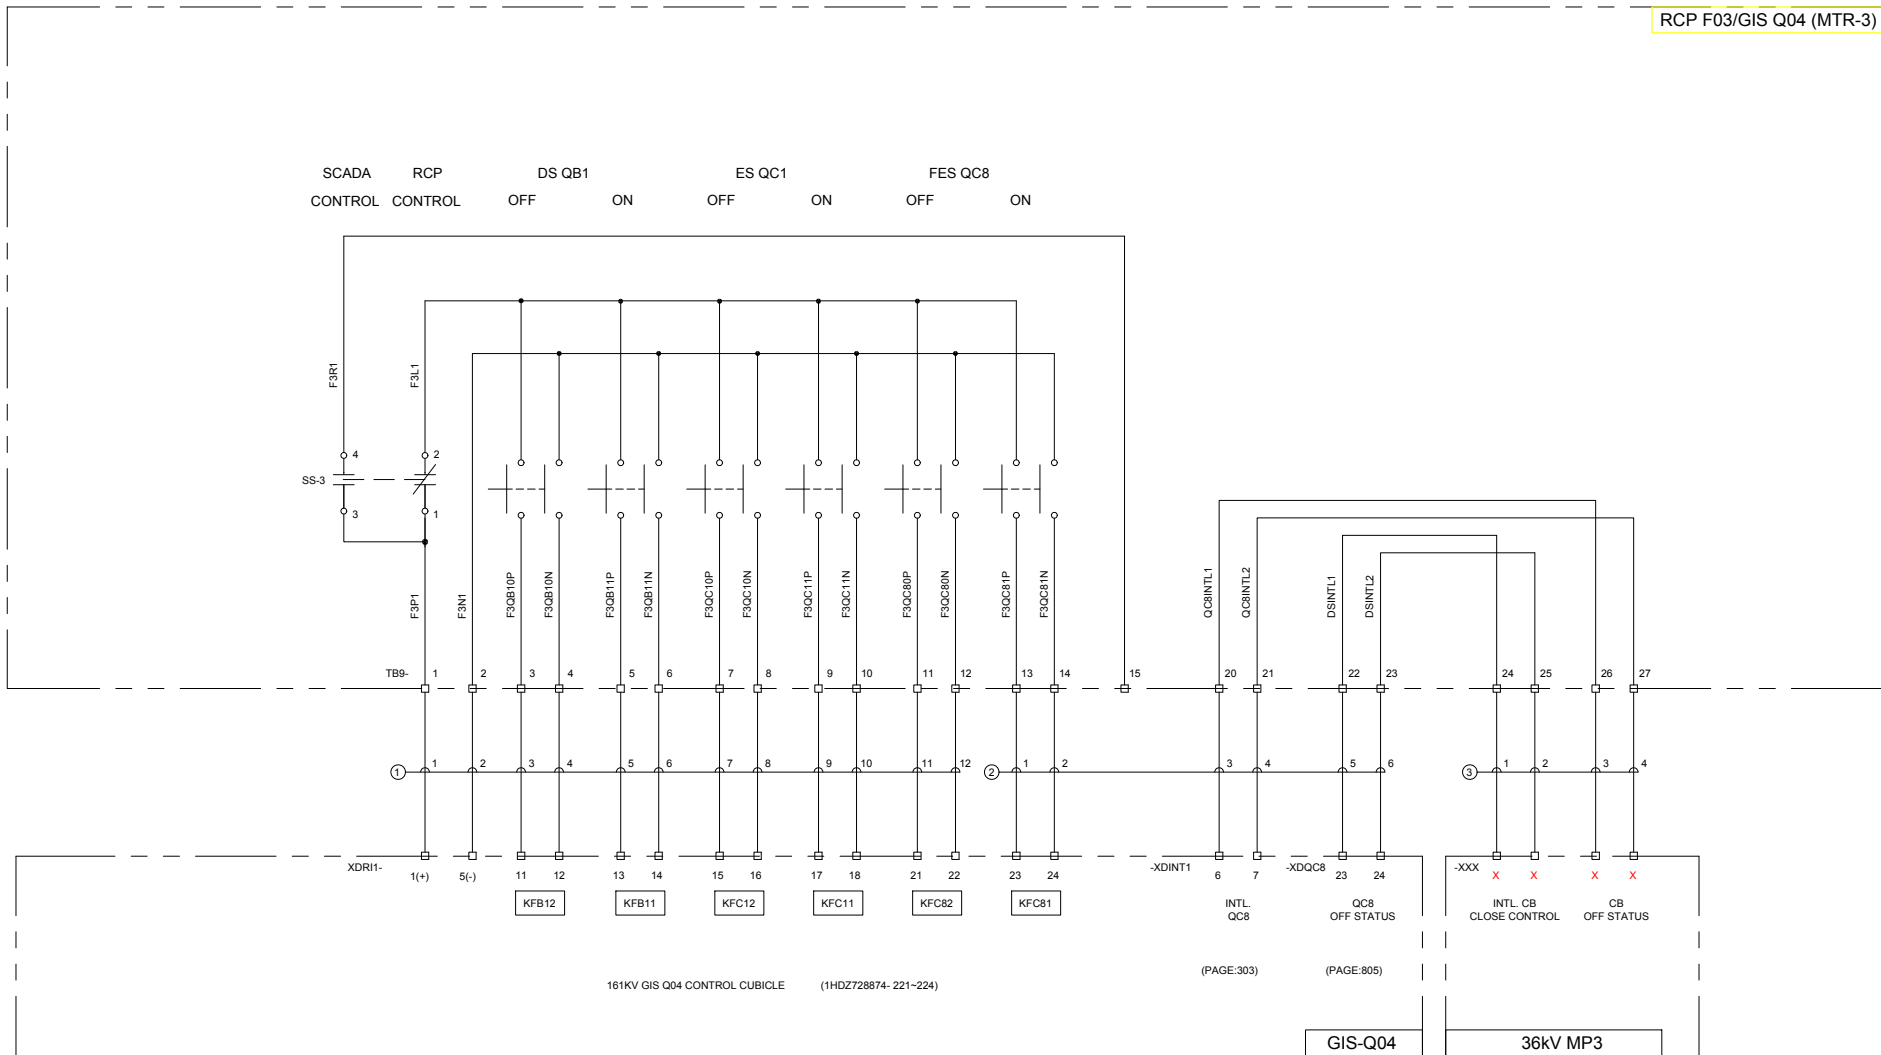 RCP F03/GIS Q04 (MTR-3)
SCADA RCP DS QB1 ES QC1 FES QC8
CONTROL CONTROL OFF ON OFF ON OFF ON
F3R1 F3L1
4 2
SS-3
3 1
F3P1 F3N1 F3QB10P F3QB10N F3QB11P F3QB11N F3QC10P F3QC10N F3QC11P F3QC11N F3QC80P F3QC80N F3QC81P F3QC81N QC8INTL1 QC8INTL2 DSINTL1 DSINTL2
TB9- 1 2 3 4 5 6 7 8 9 10 11 12 13 14 15 20 21 22 23 24 25 26 27
1 1 2 3 4 5 6 7 8 9 10 11 12 2 1 2 3 4 5 6 3 1 2 3 4
XDRI1- 1(+) 5(-) 11 12 13 14 15 16 17 18 21 22 23 24 -XDINT1 6 7 -XDQC8 23 24 -XXX X X X X
KFB12 KFB11 KFC12 KFC11 KFC82 KFC81
INTL. QC8 INTL. CB CB
QC8 OFF STATUS CLOSE CONTROL OFF STATUS
(PAGE:303) (PAGE:805)
161KV GIS Q04 CONTROL CUBICLE (1HDZ728874- 221~224)
GIS-Q04 36kV MP3